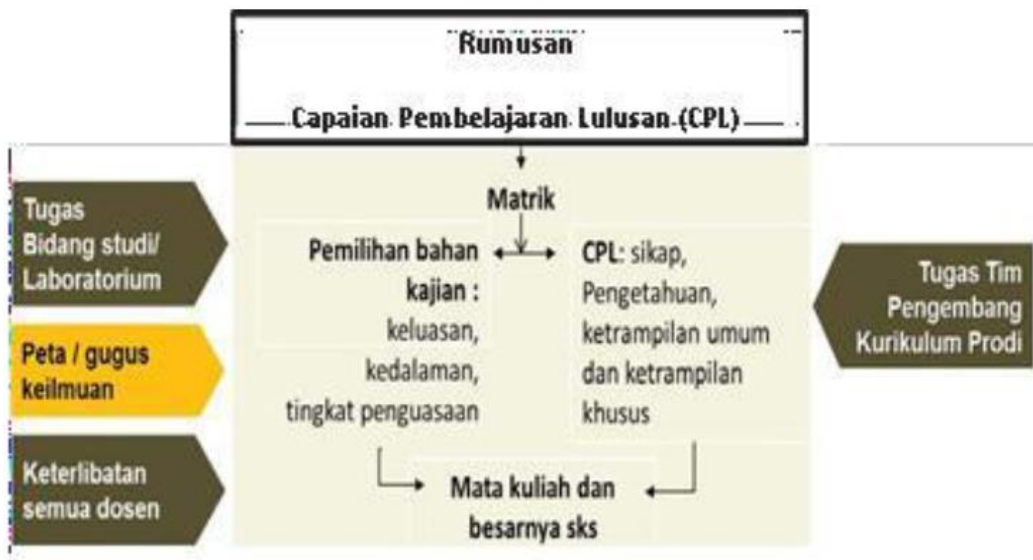 Rumusan
Capaian Pembelajaran Lulusan (CPL)
Matrik
Tugas
Bidang studi/
Laboratorium
Peta / gugus
keilmuan
Keterlibatan
semua dosen
Pemilihan bahan
kajian :
keluasan,
kedalaman,
tingkat penguasaan
CPL: sikap,
Pengetahuan,
ketrampilan umum
dan ketrampilan
khusus
Tugas Tim
Pengembang
Kurikulum Prodi
Mata kuliah dan
besarnya sks